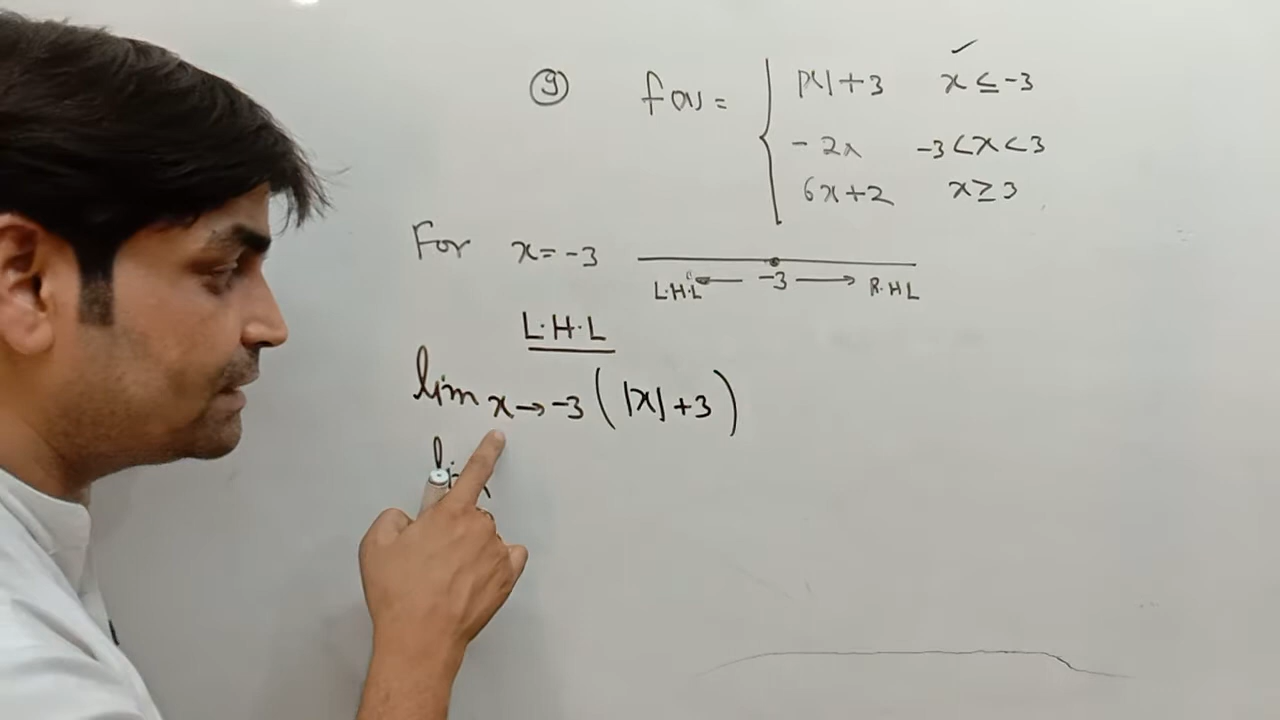 ⑨ f(x) = { |x|+3 x ≤ -3
-2x -3<x<3
6x+2 x ≥ 3
For x = -3
L.H.L ← -3 → R.H L
L.H.L
lim x→-3 (|x|+3)